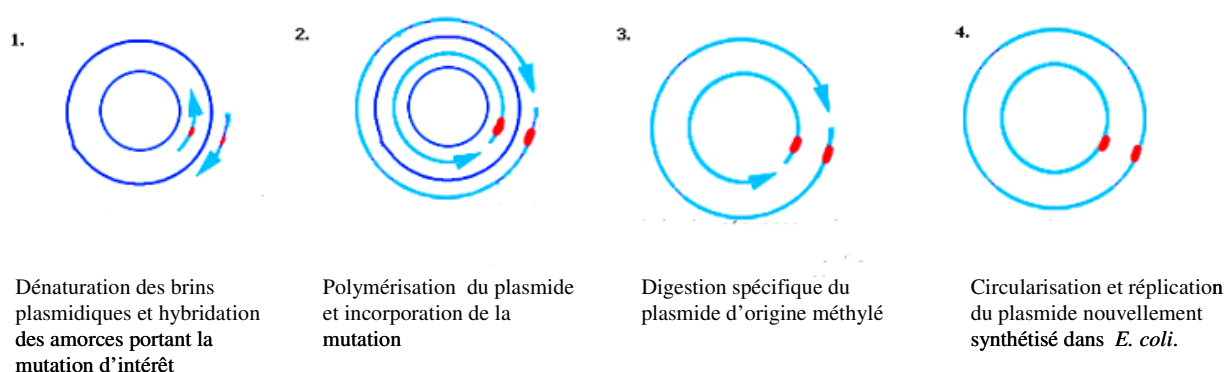 1.
2.
3.
4.
Dénaturation des brins
plasmidiques et hybridation
des amorces portant la
mutation d'intérêt
Polymérisation du plasmide
et incorporation de la
mutation
Digestion spécifique du
plasmide d'origine méthylé
Circularisation et réplication
du plasmide nouvellement
synthétisé dans E. coli.